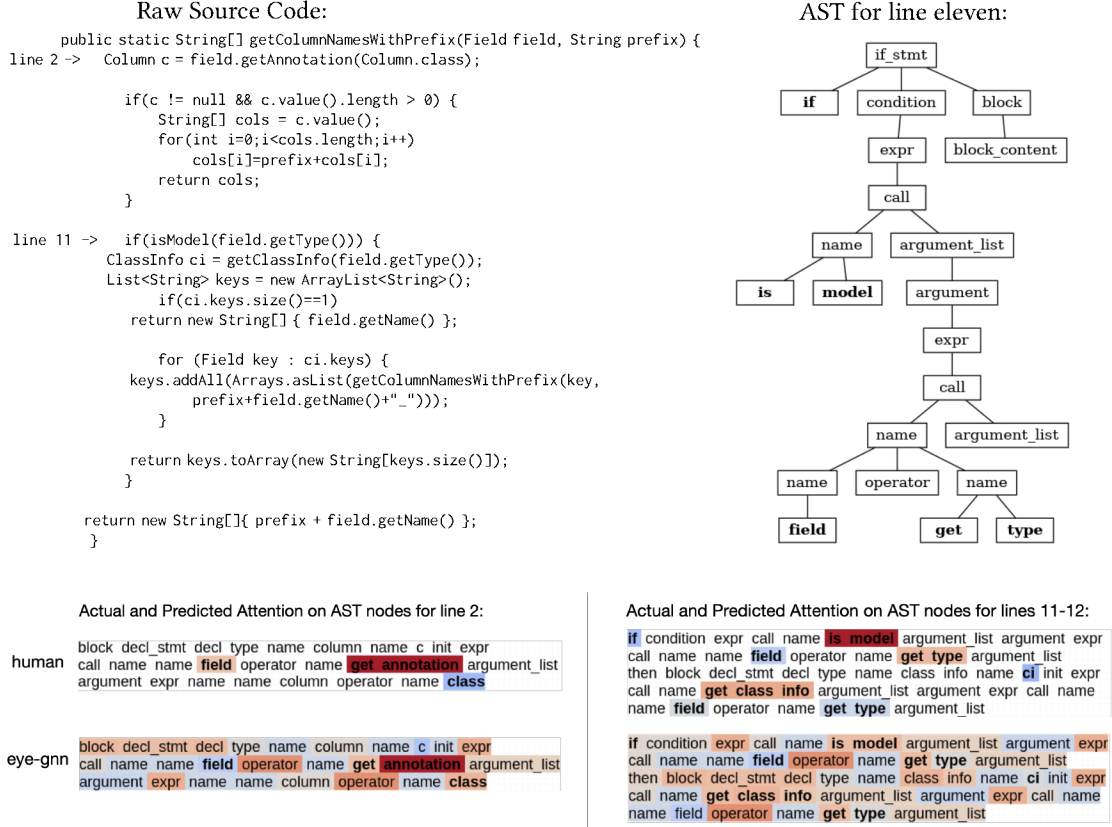 Raw Source Code:
public static String[] getColumnNamesWithPrefix(Field field, String prefix) {
line 2 -> Column c = field.getAnnotation(Column.class);
if(c != null && c.value().length > 0) {
String[] cols = c.value();
for(int i=0;i<cols.length;i++)
cols[i]=prefix+cols[i];
return cols;
}
line 11 -> if(isModel(field.getType())) {
ClassInfo ci = getClassInfo(field.getType());
List<String> keys = new ArrayList<String>();
if(ci.keys.size()==1)
return new String[] { field.getName() };
for (Field key : ci.keys) {
keys.addAll(Arrays.asList(getColumnNamesWithPrefix(key,
prefix+field.getName()+"_")));
}
return keys.toArray(new String[keys.size()]);
}
return new String[]{ prefix + field.getName() };
}
AST for line eleven:
if_stmt
if condition block
expr block_content
call
name argument_list
is model argument
expr
call
name argument_list
name operator name
field get type
Actual and Predicted Attention on AST nodes for line 2:
human
block decl_stmt decl type name column name c init expr
call name name field operator name get annotation argument_list
argument expr name name column operator name class
eye-gnn
block decl_stmt decl type name column name c init expr
call name name field operator name get annotation argument_list
argument expr name name column operator name class
Actual and Predicted Attention on AST nodes for lines 11-12:
if condition expr call name is model argument_list argument expr
call name name field operator name get type argument_list
then block decl_stmt decl type name class info name ci init expr
call name get class info argument_list argument expr call name
name field operator name get type argument_list
if condition expr call name is model argument_list argument expr
call name name field operator name get type argument_list
then block decl_stmt decl type name class info name ci init expr
call name get class info argument_list argument expr call name
name field operator name get type argument_list